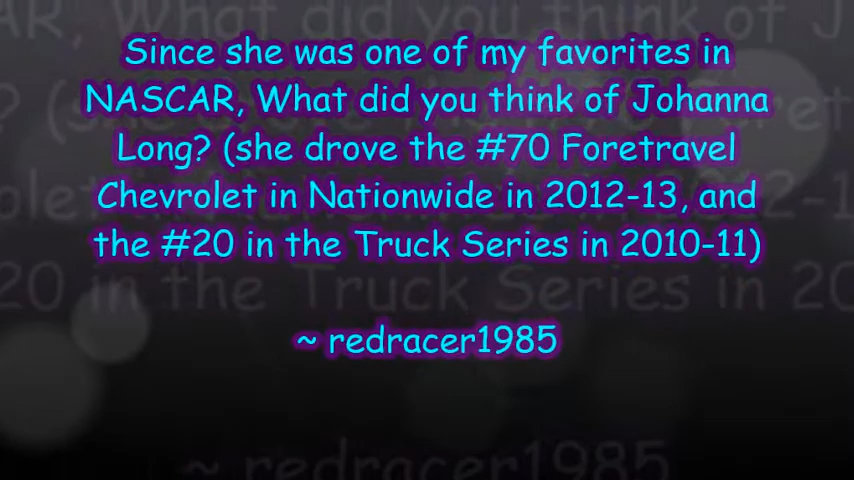 Since she was one of my favorites in
NASCAR, What did you think of Johanna
Long? (she drove the #70 Foretravel
Chevrolet in Nationwide in 2012-13, and
the #20 in the Truck Series in 2010-11)
~ redracer1985